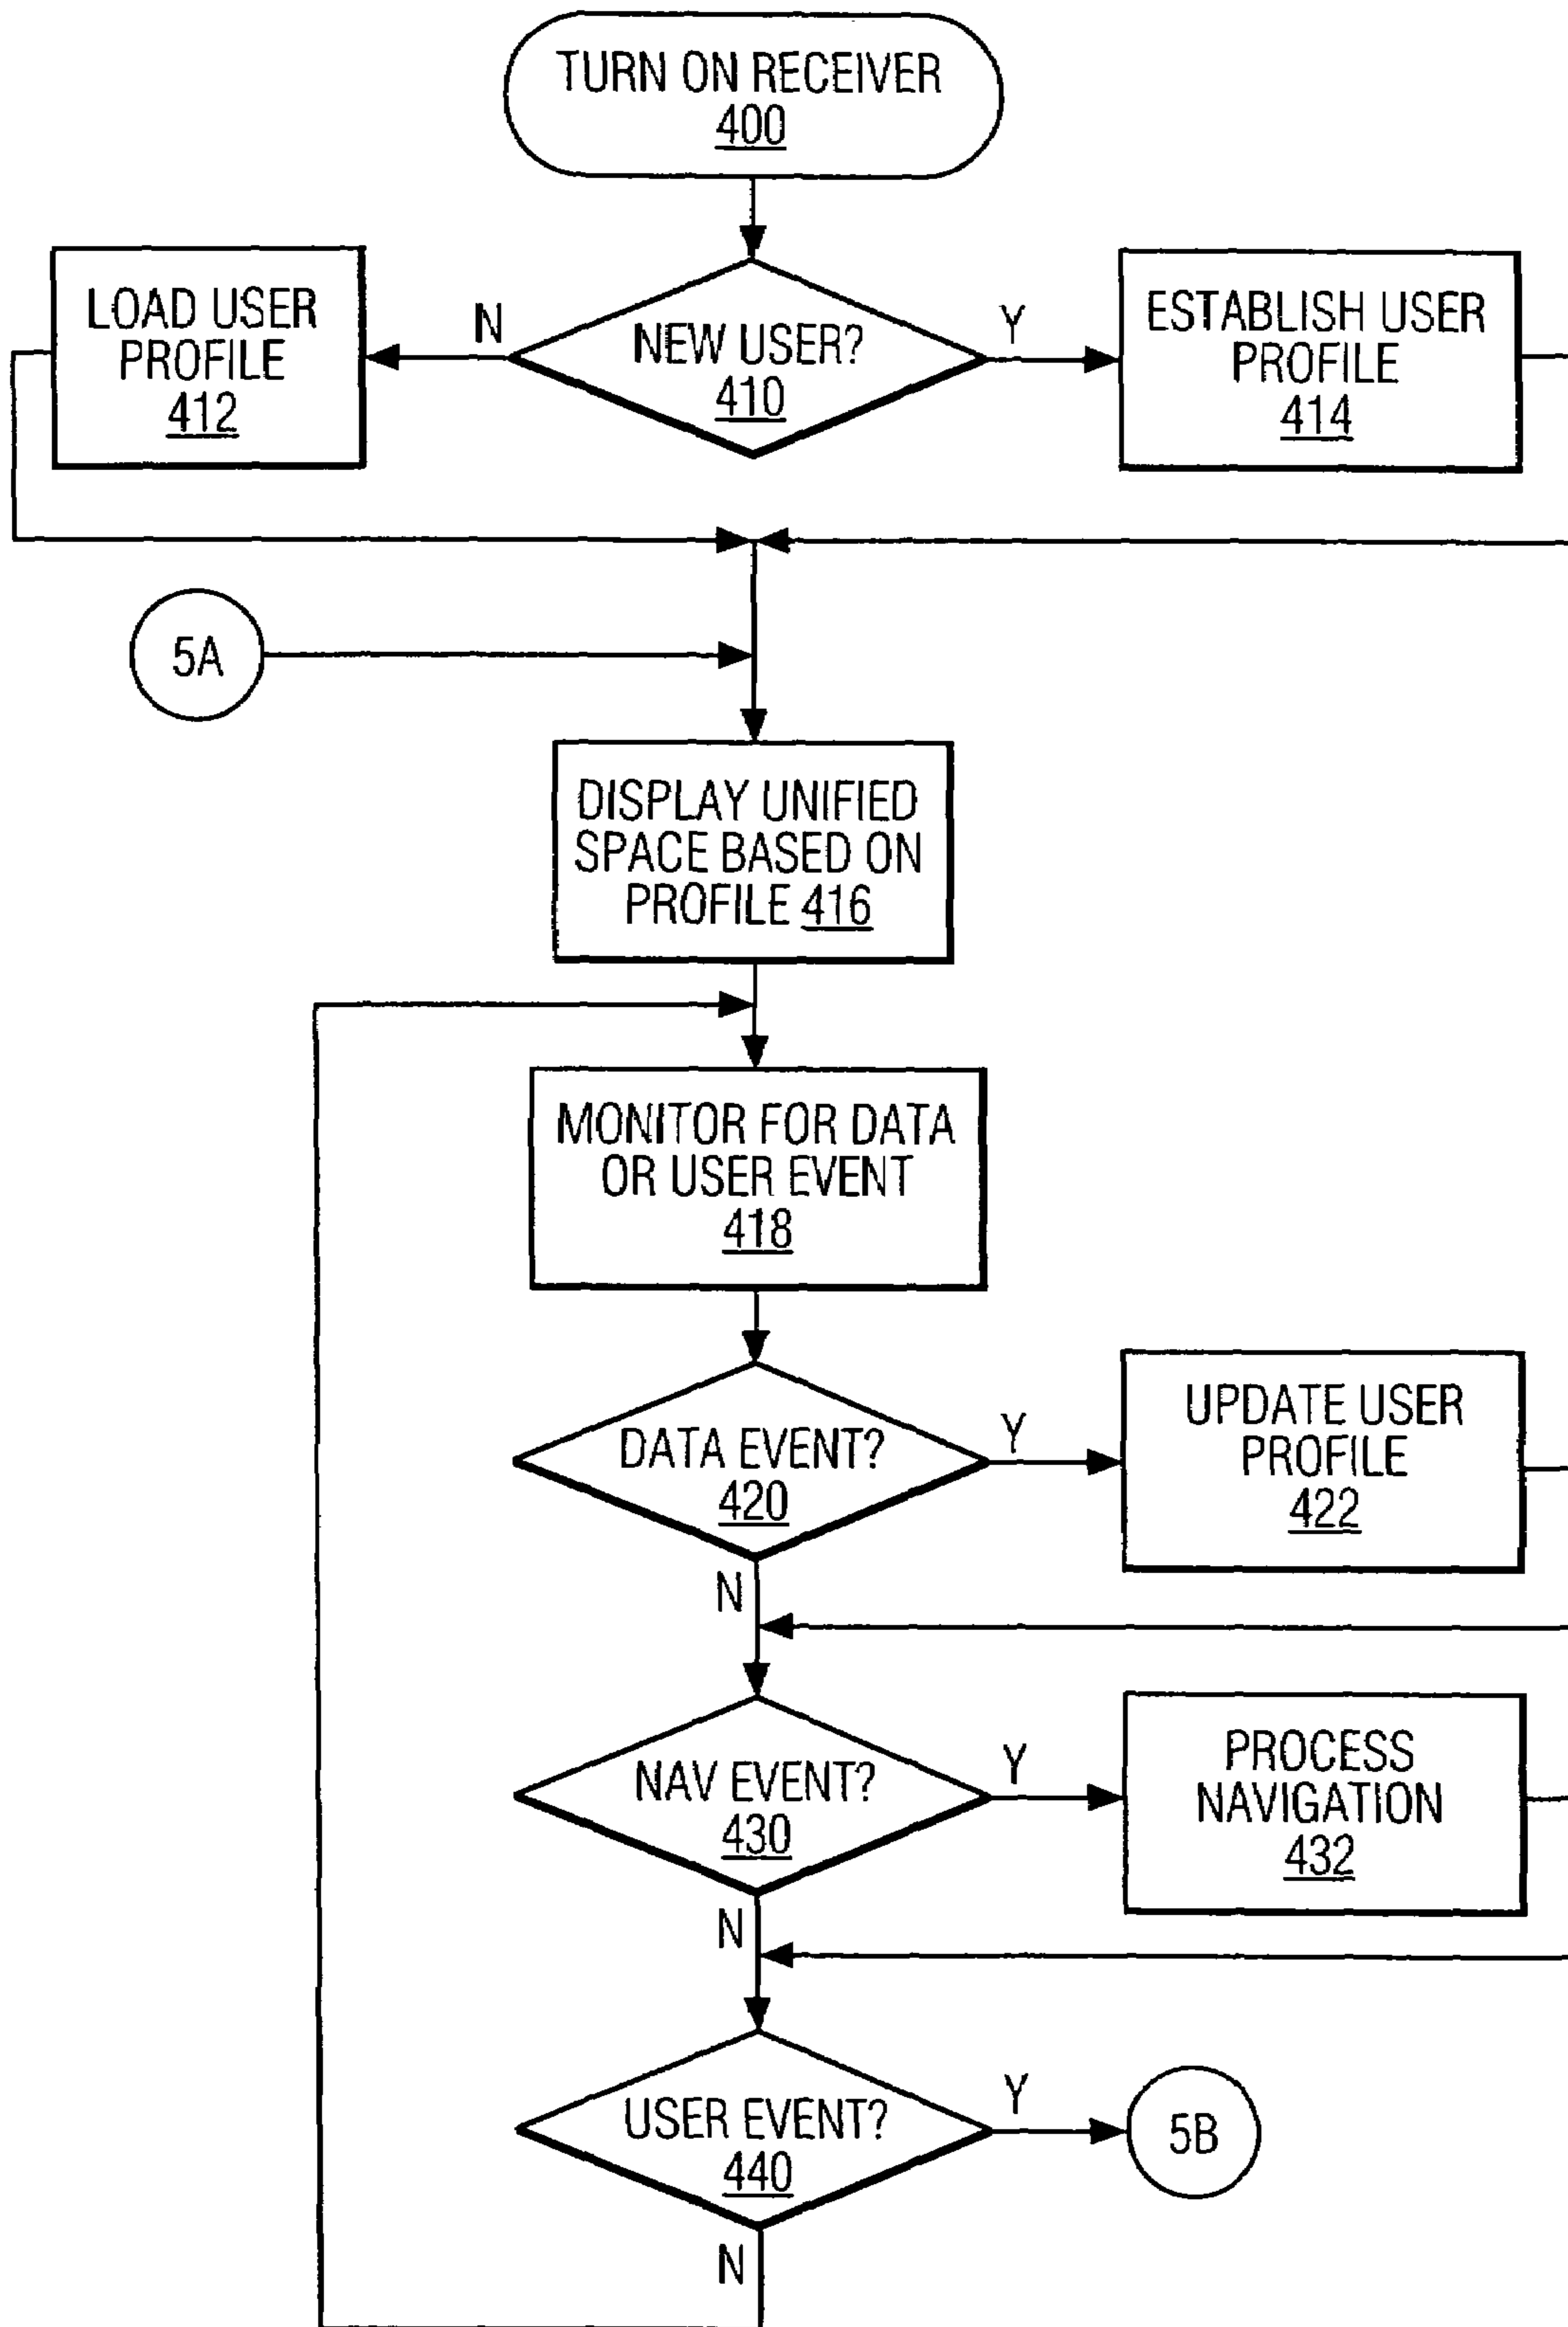 TURN ON RECEIVER
400
LOAD USER
PROFILE
412
N
NEW USER?
410
Y
ESTABLISH USER
PROFILE
414
5A
DISPLAY UNIFIED
SPACE BASED ON
PROFILE 416
MONITOR FOR DATA
OR USER EVENT
418
DATA EVENT?
420
Y
UPDATE USER
PROFILE
422
N
NAV EVENT?
430
Y
PROCESS
NAVIGATION
432
N
USER EVENT?
440
Y
5B
N